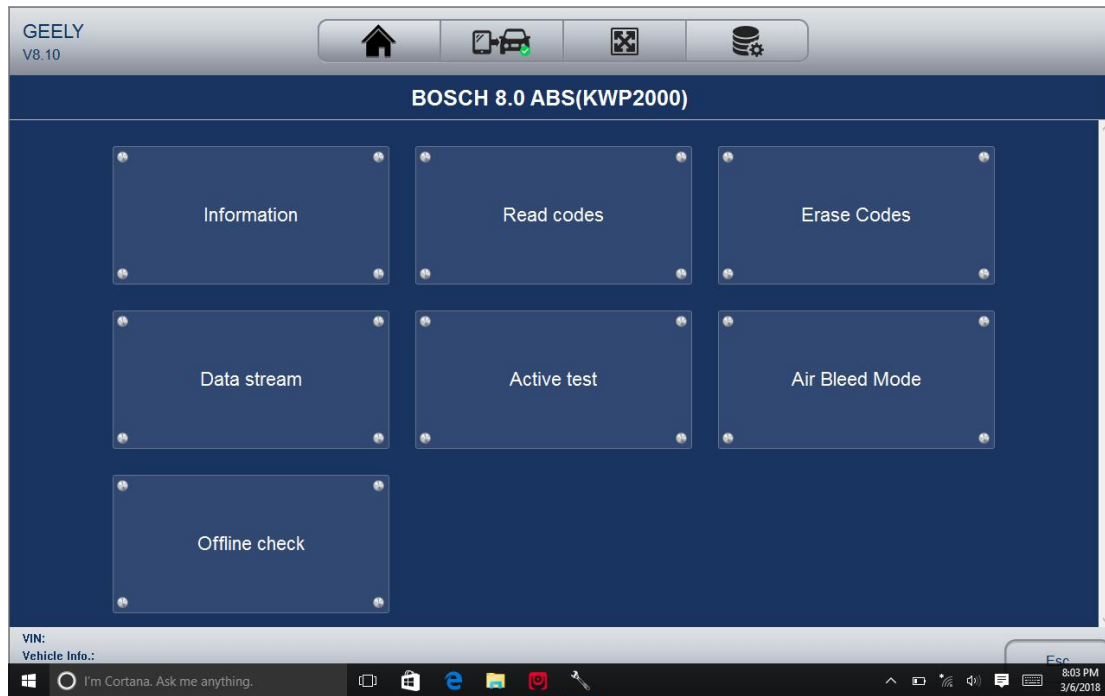 GEELY
V8.10
BOSCH 8.0 ABS(KWP2000)
Information
Read codes
Erase Codes
Data stream
Active test
Air Bleed Mode
Offline check
VIN:
Vehicle Info.:
Esc
I'm Cortana. Ask me anything.
8:03 PM
3/6/2018